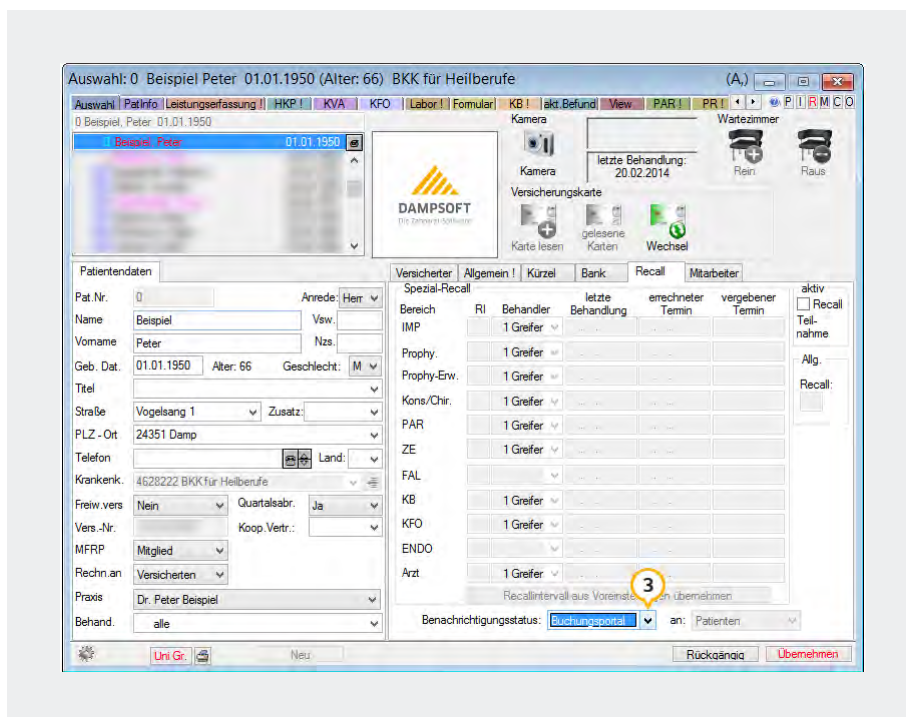 Auswahl: 0 Beispiel Peter 01.01.1950 (Alter: 66) BKK für Heilberufe (A,)
Auswahl PatInfo Leistungserfassung ! HKP ! KVA KFO Labor ! Formular KB ! akt.Befund View PAR ! PR ! P I R M C O
0 Beispiel, Peter 01.01.1950
0 Beispiel, Peter 01.01.1950
DAMPSOFT
Die Zahnarzt-Software
Kamera
Kamera
letzte Behandlung:
20.02.2014
Wartezimmer
Rein Raus
Versicherungskarte
Karte lesen gelesene Karten Wechsel
Patientendaten
Pat.Nr. 0 Anrede: Herr
Name Beispiel Vsw.
Vorname Peter Nzs.
Geb. Dat. 01.01.1950 Alter: 66 Geschlecht: M
Titel
Straße Vogelsang 1 Zusatz:
PLZ - Ort 24351 Damp
Telefon Land:
Krankenk. 4628222 BKK für Heilberufe
Freiw.vers Nein Quartalsabr. Ja
Vers.-Nr. Koop.Vertr.:
MFRP Mitglied
Rechn.an Versicherten
Praxis Dr. Peter Beispiel
Behand. alle
Versicherter Allgemein ! Kürzel Bank Recall Mitarbeiter
Spezial-Recall
Bereich RI Behandler letzte Behandlung errechneter Termin vergebener Termin
IMP 1 Greifer
Prophy. 1 Greifer
Prophy-Erw. 1 Greifer
Kons/Chir. 1 Greifer
PAR 1 Greifer
ZE 1 Greifer
FAL
KB 1 Greifer
KFO 1 Greifer
ENDO
Arzt 1 Greifer
aktiv
Recall
Teil-
nahme
Allg.
Recall:
3
Recallintervall aus übernehmen
Benachrichtigungsstatus: Buchungsportal an: Patienten
Uni Gr. Neu Rückgängig Übernehmen